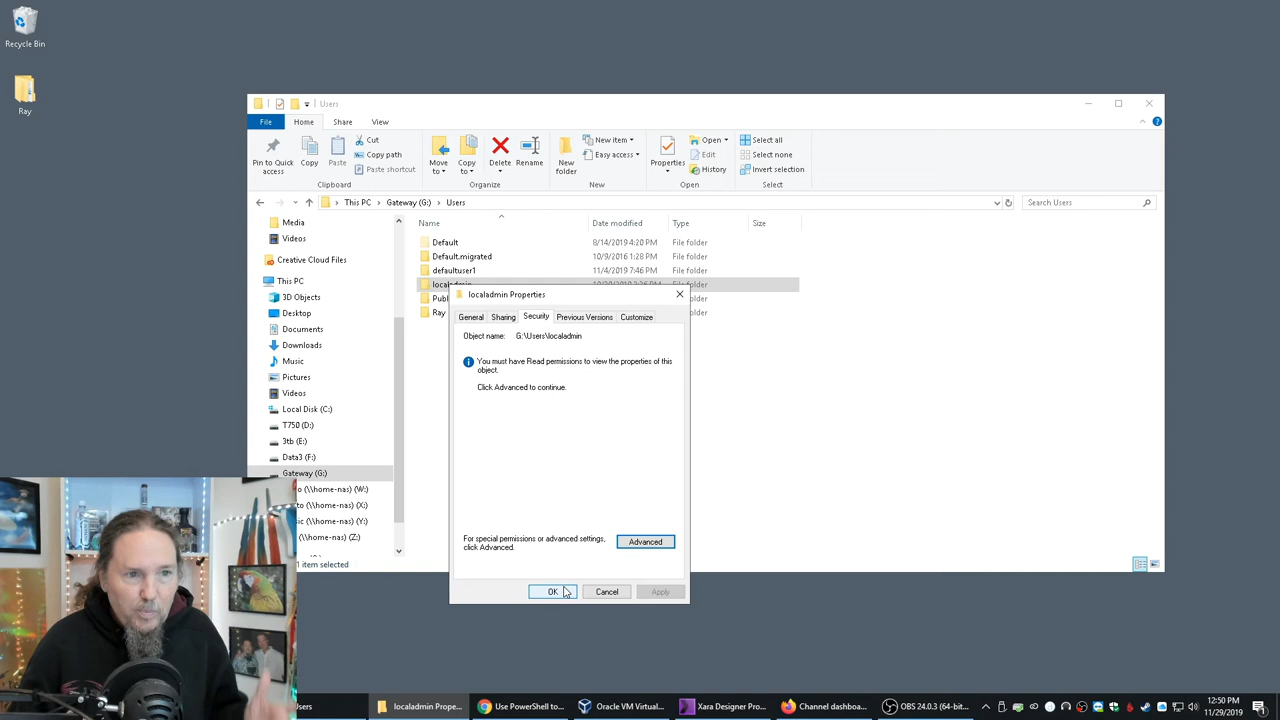 Recycle Bin
Ray
Users
File
Home
Share
View
Pin to Quick
access
Copy
Paste
Cut
Copy path
Paste shortcut
Clipboard
Move
to
Copy
to
Delete
Rename
Organize
New
folder
New item
Easy access
New
Properties
Open
Edit
History
Open
Select all
Select none
Invert selection
Select
This PC
Gateway (G:)
Users
Search Users
Media
Videos
Creative Cloud Files
This PC
3D Objects
Desktop
Documents
Downloads
Music
Pictures
Videos
Local Disk (C:)
T750 (D:)
3tb (E:)
Data3 (F:)
Gateway (G:)
o (\\home-nas) (W:)
to (\\home-nas) (X:)
sic (\\home-nas) (Y:)
(\\home-nas) (Z:)
1 item selected
Name
Date modified
Type
Size
Default
8/14/2019 4:20 PM
File folder
Default.migrated
10/9/2016 1:28 PM
File folder
defaultuser1
11/4/2019 7:46 PM
File folder
localadmin
File folder
Publ
File folder
Ray
File folder
localadmin Properties
General
Sharing
Security
Previous Versions
Customize
Object name: G:\Users\localadmin
You must have Read permissions to view the properties of this
object.
Click Advanced to continue.
For special permissions or advanced settings,
click Advanced.
Advanced
OK
Cancel
Apply
Users
localadmin Prope...
Use PowerShell to...
Oracle VM Virtual...
Xara Designer Pro...
Channel dashboa...
OBS 24.0.3 (64-bit...
12:50 PM
11/29/2019